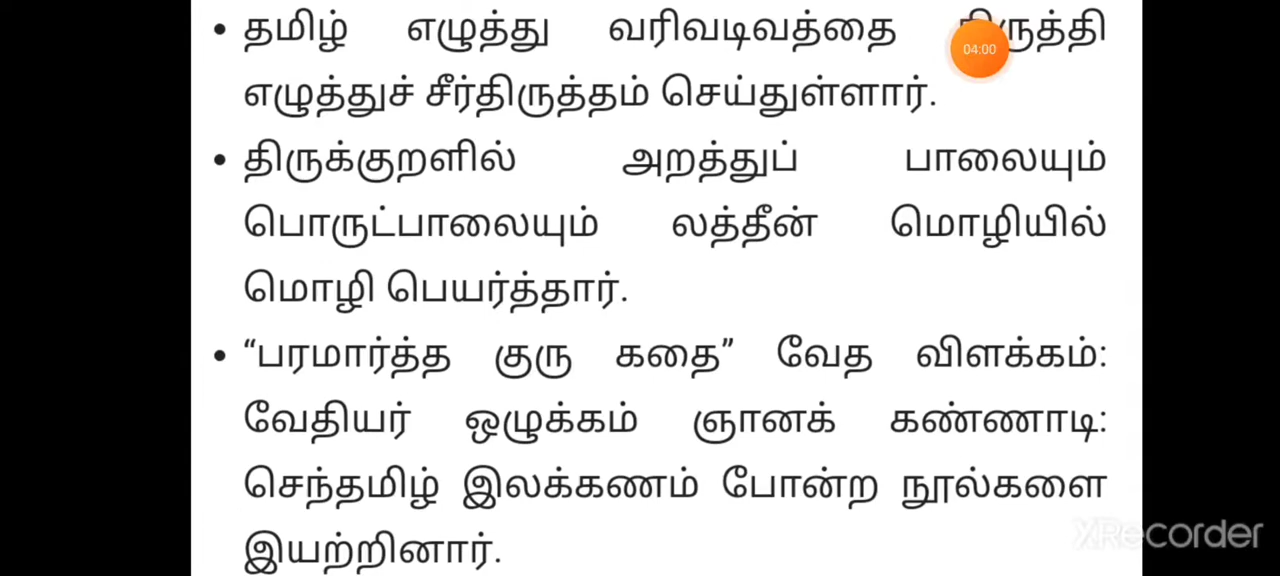 • தமிழ் எழுத்து வரிவடிவத்தை
04:00
எழுத்துச் சீர்திருத்தம் செய்துள்ளார்.
• திருக்குறளில் அறத்துப் பாலையும்
பொருட்பாலையும் லத்தீன் மொழியில்
மொழி பெயர்த்தார்.
• “பரமார்த்த குரு கதை” வேத விளக்கம்:
வேதியர் ஒழுக்கம் ஞானக் கண்ணாடி:
செந்தமிழ் இலக்கணம் போன்ற நூல்களை
இயற்றினார்.
XRecorder